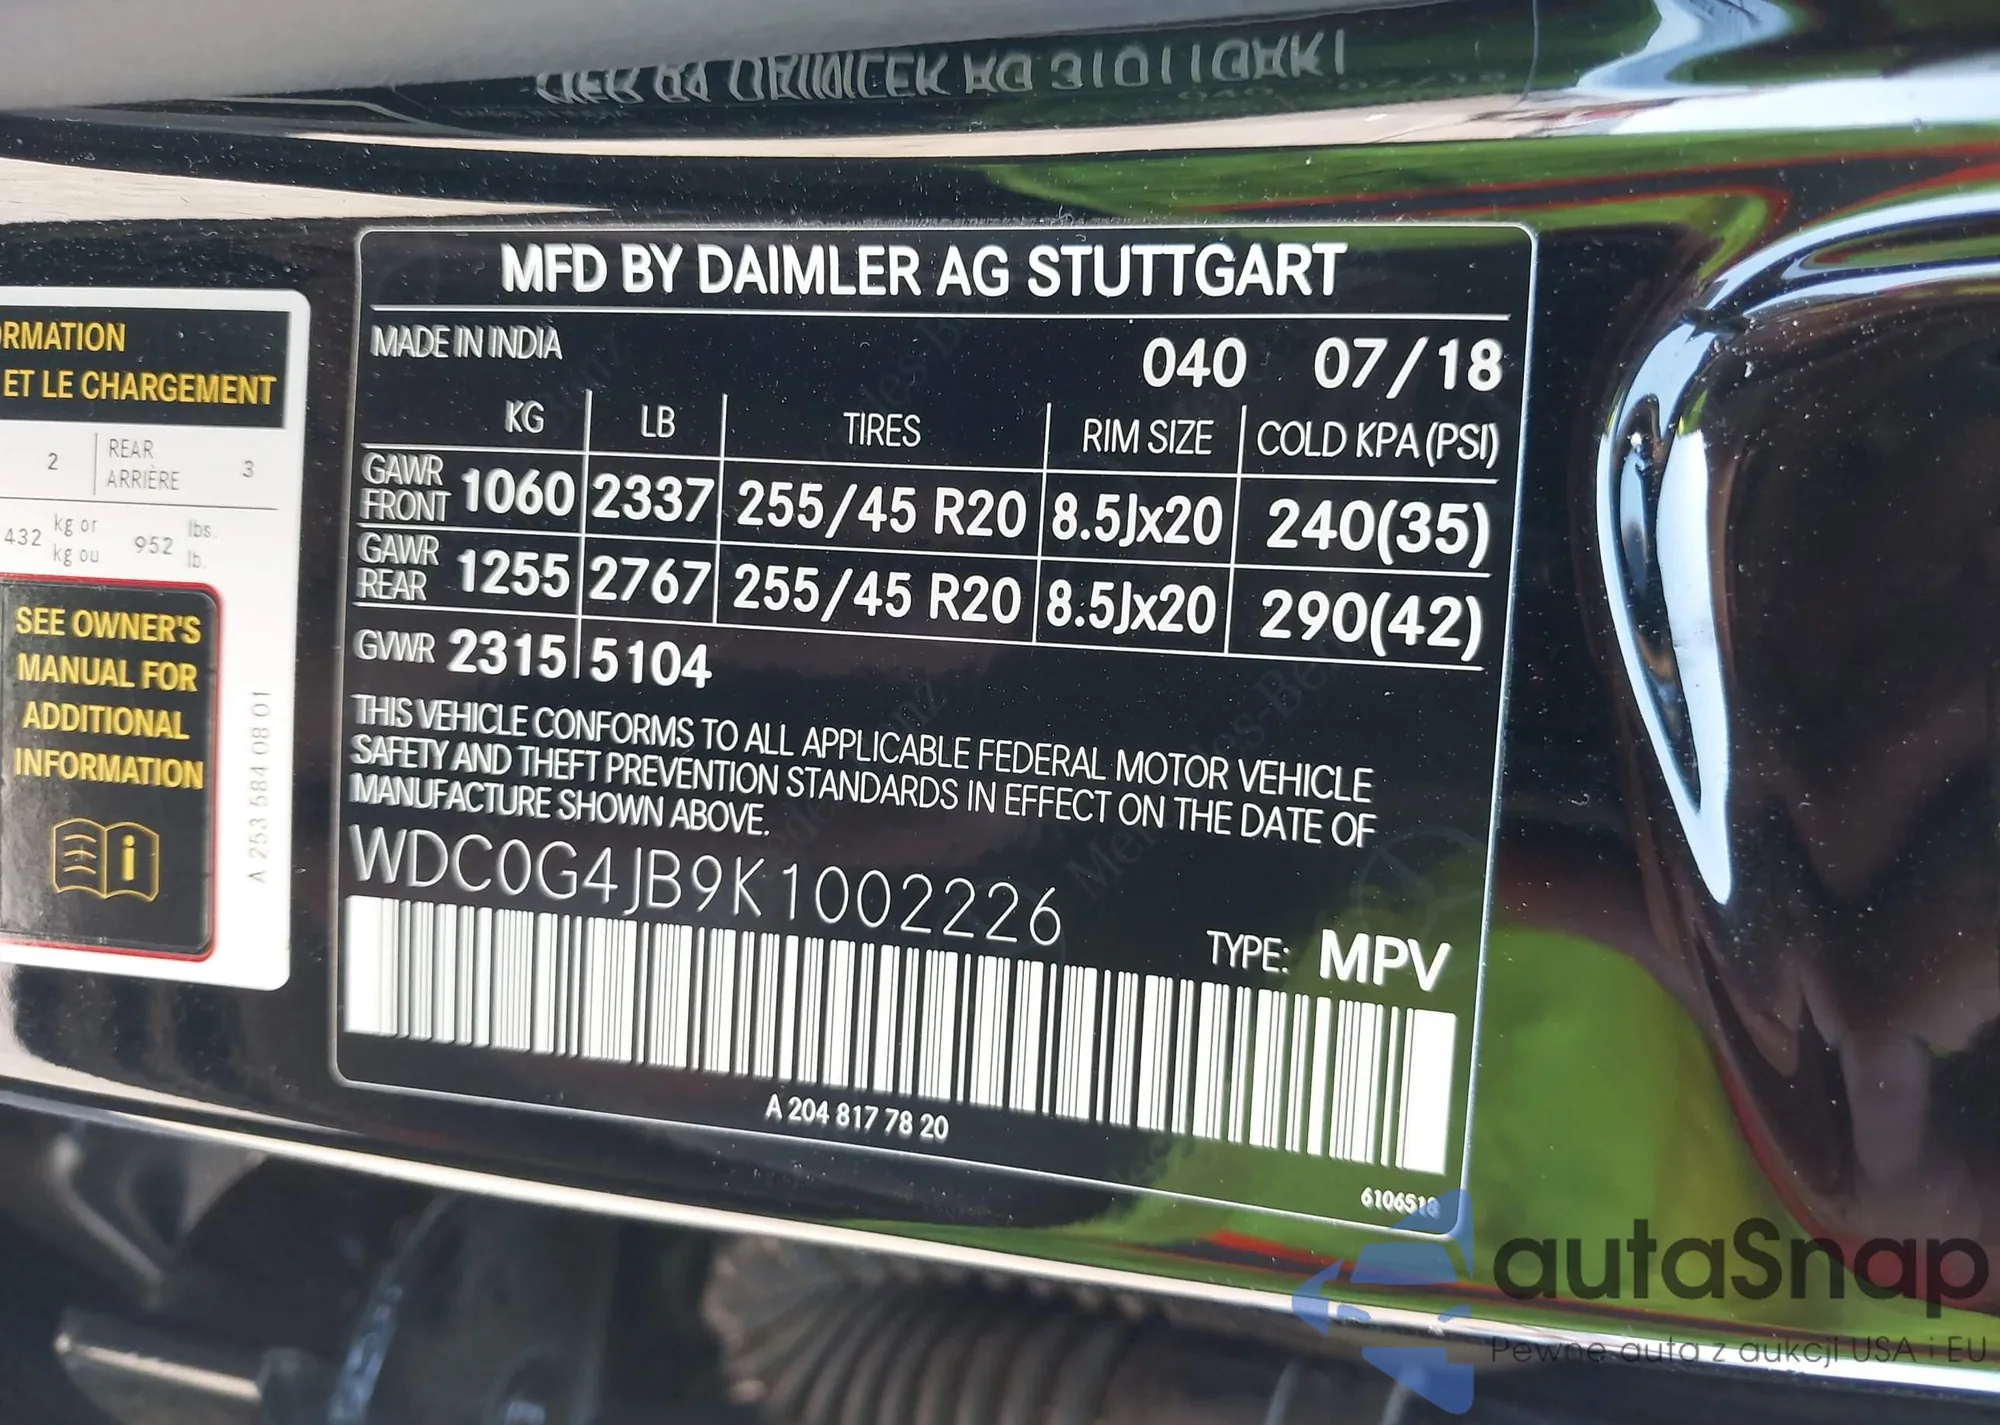 MFD BY DAIMLER AG STUTTGART
MADE IN INDIA
040 07/18
KG LB TIRES RIM SIZE COLD KPA (PSI)
GAWR FRONT 1060 2337 255/45 R20 8.5Jx20 240(35)
GAWR REAR 1255 2767 255/45 R20 8.5Jx20 290(42)
GVWR 2315 5104
THIS VEHICLE CONFORMS TO ALL APPLICABLE FEDERAL MOTOR VEHICLE
SAFETY AND THEFT PREVENTION STANDARDS IN EFFECT ON THE DATE OF
MANUFACTURE SHOWN ABOVE.
WDC0G4JB9K1002226
TYPE: MPV
A 204 817 78 20
ET LE CHARGEMENT
2 REAR
ARRIÈRE 3
432 kg or
kg ou 952 lbs.
lb.
SEE OWNER'S
MANUAL FOR
ADDITIONAL
INFORMATION
i
A 253 584 08 01
autaSnap
Pewne auta z aukcji USA i EU